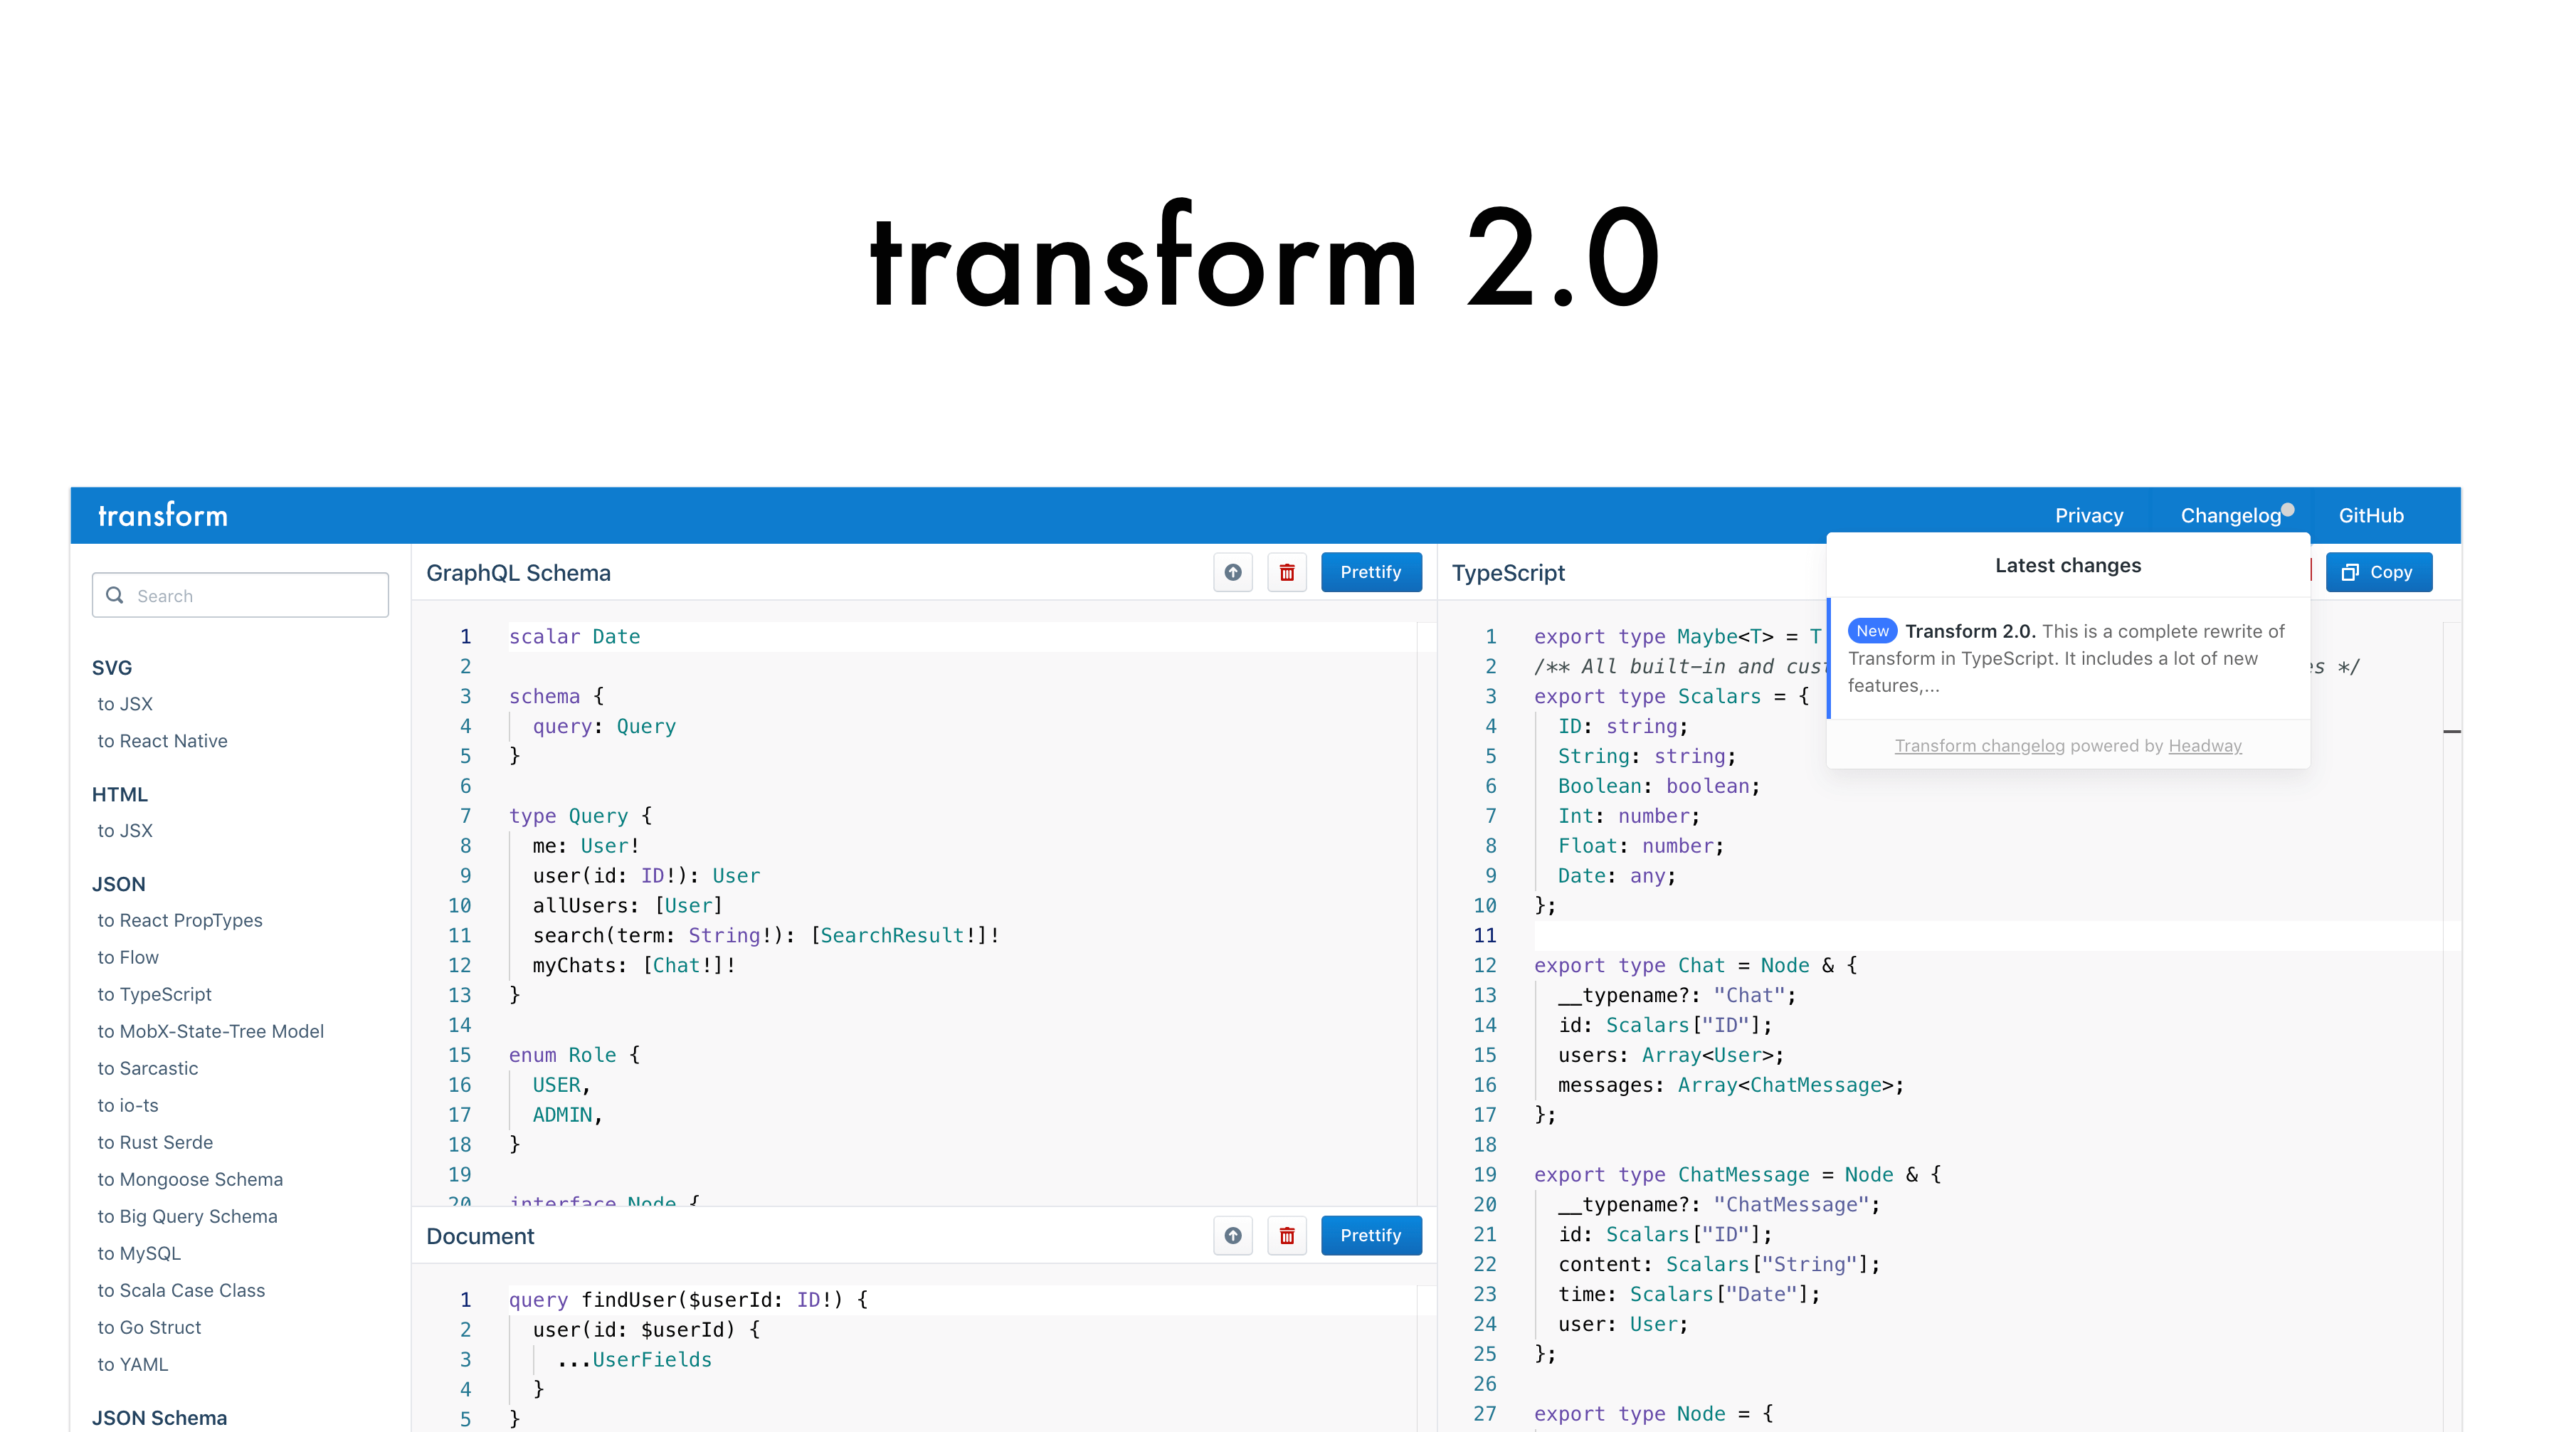 transform 2.0
transform
Privacy
Changelog
GitHub
Search
SVG
to JSX
to React Native
HTML
to JSX
JSON
to React PropTypes
to Flow
to TypeScript
to MobX-State-Tree Model
to Sarcastic
to io-ts
to Rust Serde
to Mongoose Schema
to Big Query Schema
to MySQL
to Scala Case Class
to Go Struct
to YAML
JSON Schema
GraphQL Schema
Prettify
1 scalar Date
2
3 schema {
4 query: Query
5 }
6
7 type Query {
8 me: User!
9 user(id: ID!): User
10 allUsers: [User]
11 search(term: String!): [SearchResult!]!
12 myChats: [Chat!]!
13 }
14
15 enum Role {
16 USER,
17 ADMIN,
18 }
19
20 interface Node {
Document
Prettify
1 query findUser($userId: ID!) {
2 user(id: $userId) {
3 ...UserFields
4 }
5 }
TypeScript
Copy
1 export type Maybe<T> = T
2 /** All built-in and cus es */
3 export type Scalars = {
4 ID: string;
5 String: string;
6 Boolean: boolean;
7 Int: number;
8 Float: number;
9 Date: any;
10 };
11
12 export type Chat = Node & {
13 __typename?: "Chat";
14 id: Scalars["ID"];
15 users: Array<User>;
16 messages: Array<ChatMessage>;
17 };
18
19 export type ChatMessage = Node & {
20 __typename?: "ChatMessage";
21 id: Scalars["ID"];
22 content: Scalars["String"];
23 time: Scalars["Date"];
24 user: User;
25 };
26
27 export type Node = {
Latest changes
New Transform 2.0. This is a complete rewrite of
Transform in TypeScript. It includes a lot of new
features,...
Transform changelog powered by Headway